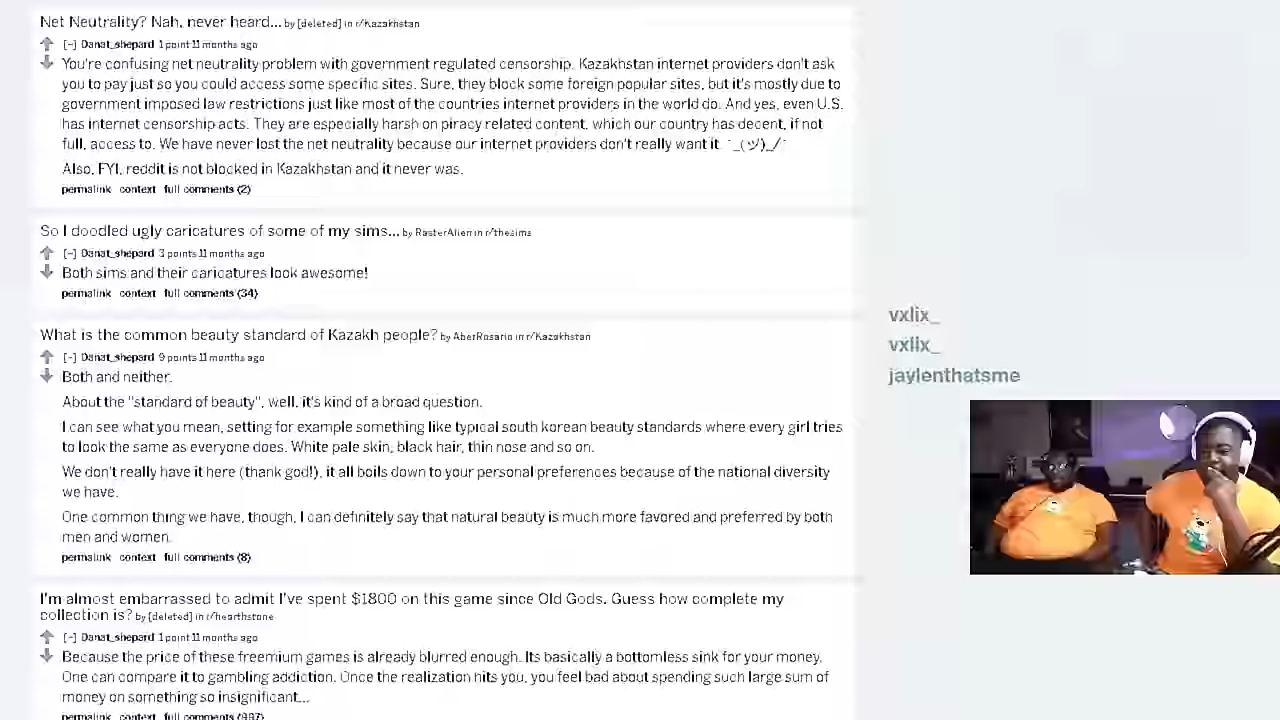 Net Neutrality? Nah, never heard... by [deleted] in r/Kazakhstan
[-] Danat_shepard 1 point 11 months ago
You're confusing net neutrality problem with government regulated censorship. Kazakhstan internet providers don't ask
you to pay just so you could access some specific sites. Sure, they block some foreign popular sites, but it's mostly due to
government imposed law restrictions just like most of the countries internet providers in the world do. And yes, even U.S.
has internet censorship acts. They are especially harsh on piracy related content, which our country has decent, if not
full, access to. We have never lost the net neutrality because our internet providers don't really want it. ¯_(ツ)_/¯
Also, FYI, reddit is not blocked in Kazakhstan and it never was.
permalink context full comments (2)
So I doodled ugly caricatures of some of my sims... by RasterAlien in r/thesims
[-] Danat_shepard 3 points 11 months ago
Both sims and their caricatures look awesome!
permalink context full comments (34)
What is the common beauty standard of Kazakh people? by AberRosario in r/Kazakhstan
[-] Danat_shepard 9 points 11 months ago
Both and neither.
About the "standard of beauty", well, it's kind of a broad question.
I can see what you mean, setting for example something like typical south korean beauty standards where every girl tries
to look the same as everyone does. White pale skin, black hair, thin nose and so on.
We don't really have it here (thank god!), it all boils down to your personal preferences because of the national diversity
we have.
One common thing we have, though, I can definitely say that natural beauty is much more favored and preferred by both
men and women.
permalink context full comments (8)
I'm almost embarrassed to admit I've spent $1800 on this game since Old Gods. Guess how complete my
collection is? by [deleted] in r/hearthstone
[-] Danat_shepard 1 point 11 months ago
Because the price of these freemium games is already blurred enough. Its basically a bottomless sink for your money.
One can compare it to gambling addiction. Once the realization hits you, you feel bad about spending such large sum of
money on something so insignificant...
permalink context full comments (997)
vxlix_
vxlix_
jaylenthatsme